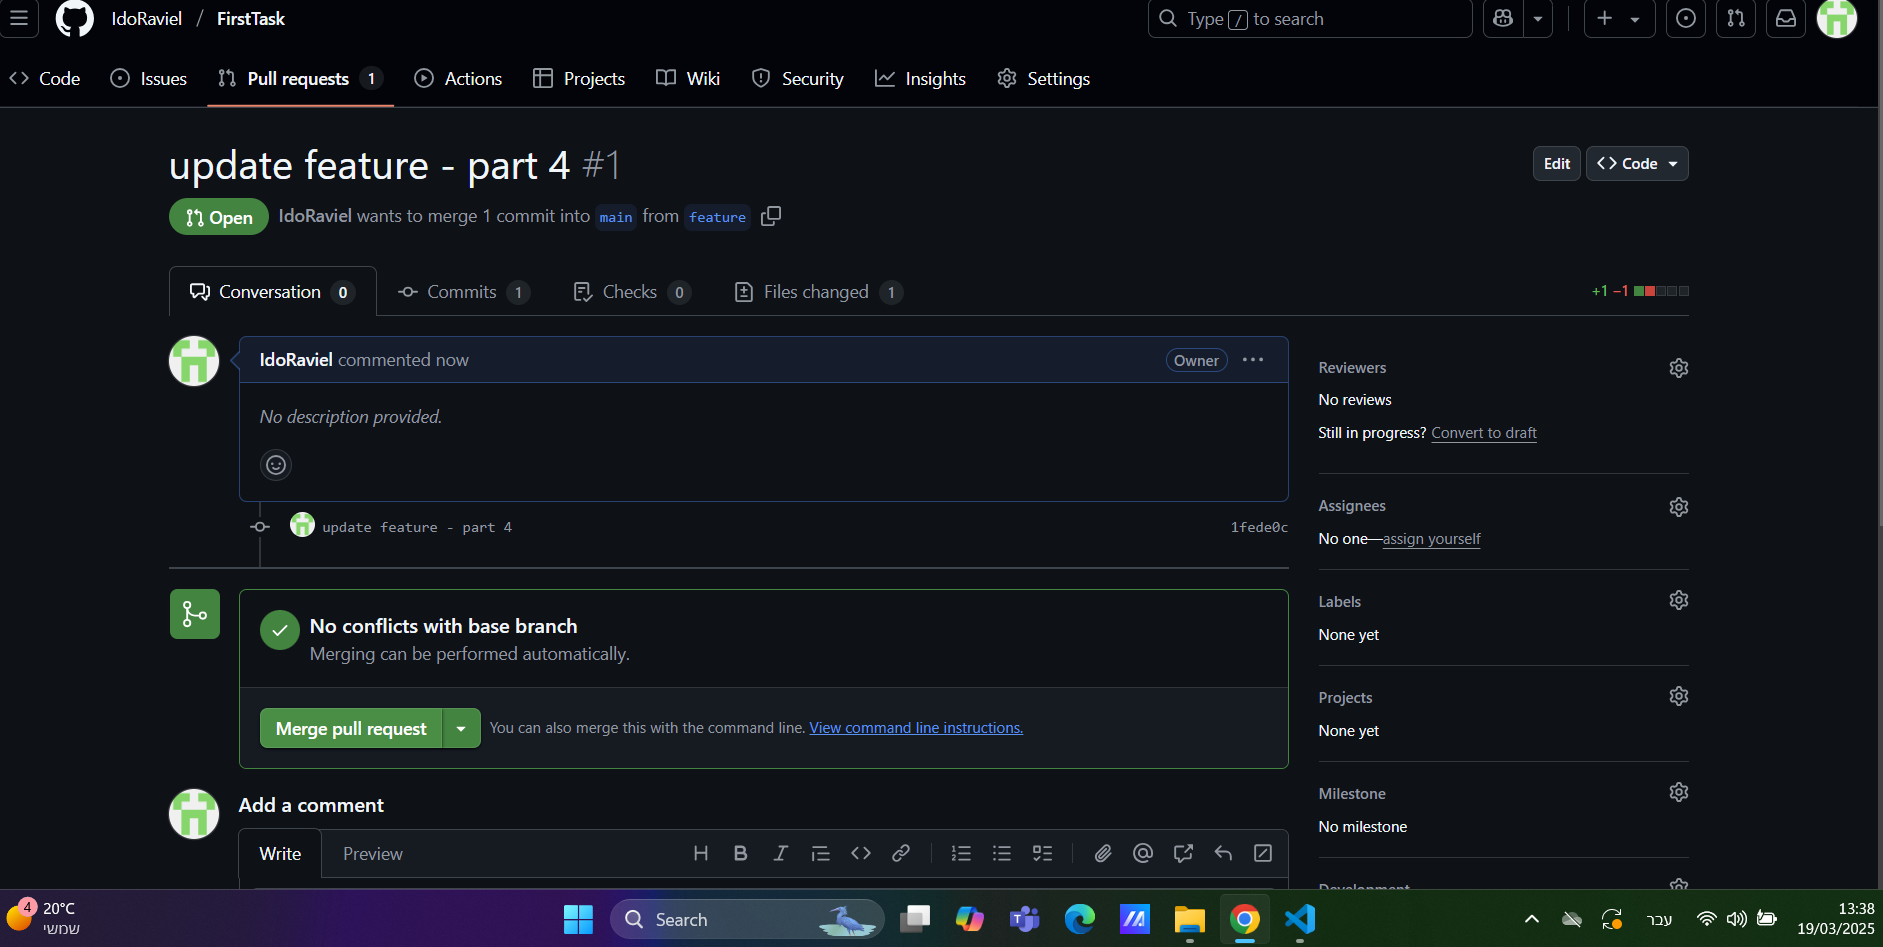 IdoRaviel / FirstTask
Type / to search
Code
Issues
Pull requests 1
Actions
Projects
Wiki
Security
Insights
Settings
update feature - part 4 #1
Edit
Code
Open
IdoRaviel wants to merge 1 commit into main from feature
Conversation 0
Commits 1
Checks 0
Files changed 1
+1 −1
IdoRaviel commented now
Owner
No description provided.
update feature - part 4
1fede0c
No conflicts with base branch
Merging can be performed automatically.
Merge pull request
You can also merge this with the command line. View command line instructions.
Add a comment
Write
Preview
Reviewers
No reviews
Still in progress? Convert to draft
Assignees
No one—assign yourself
Labels
None yet
Projects
None yet
Milestone
No milestone
Development
4
20°C
שמשי
Search
עבר
13:38
19/03/2025